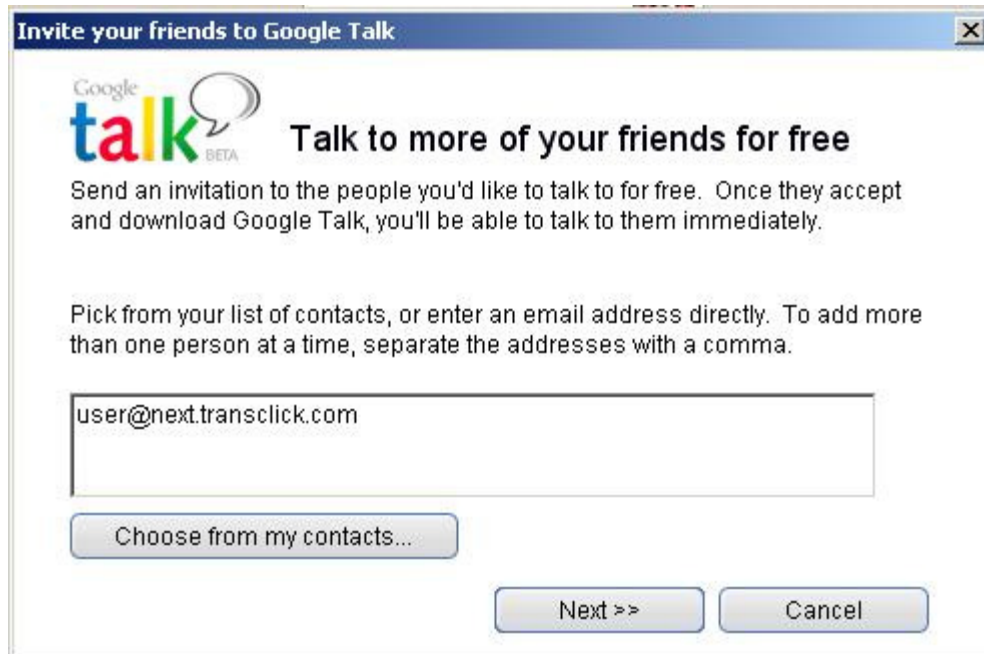 Invite your friends to Google Talk
Google
talk
BETA
Talk to more of your friends for free
Send an invitation to the people you'd like to talk to for free. Once they accept
and download Google Talk, you'll be able to talk to them immediately.
Pick from your list of contacts, or enter an email address directly. To add more
than one person at a time, separate the addresses with a comma.
user@next.transclick.com
Choose from my contacts...
Next >>
Cancel